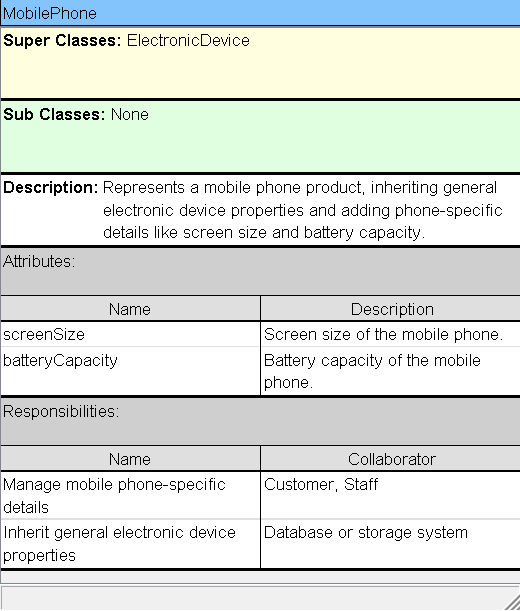 MobilePhone
Super Classes: ElectronicDevice
Sub Classes: None
Description: Represents a mobile phone product, inheriting general
electronic device properties and adding phone-specific
details like screen size and battery capacity.
Attributes:
Name Description
screenSize Screen size of the mobile phone.
batteryCapacity Battery capacity of the mobile
phone.
Responsibilities:
Name Collaborator
Manage mobile phone-specific Customer, Staff
details
Inherit general electronic device Database or storage system
properties